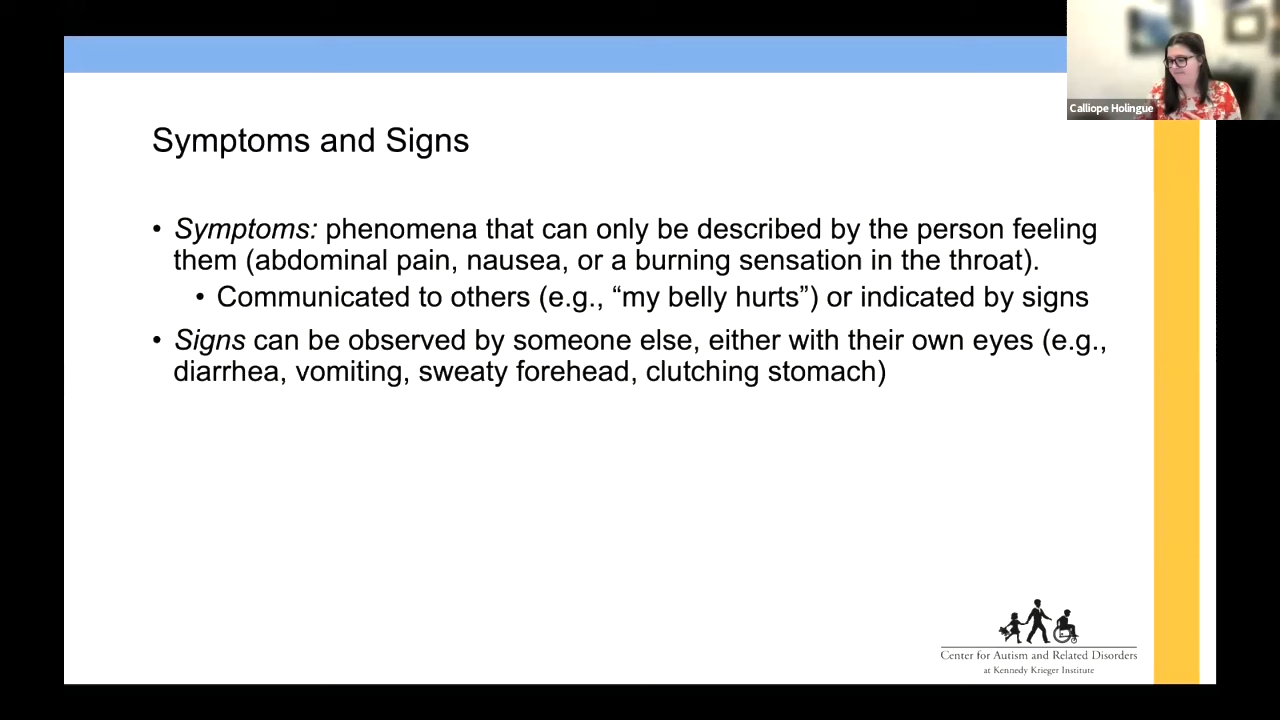 Calliope Holingue
Symptoms and Signs
• Symptoms: phenomena that can only be described by the person feeling
them (abdominal pain, nausea, or a burning sensation in the throat).
• Communicated to others (e.g., “my belly hurts”) or indicated by signs
• Signs can be observed by someone else, either with their own eyes (e.g.,
diarrhea, vomiting, sweaty forehead, clutching stomach)
Center for Autism and Related Disorders
at Kennedy Krieger Institute